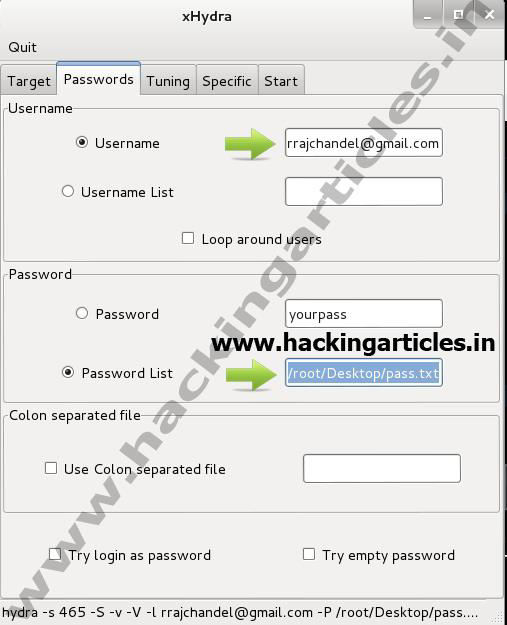 xHydra
Quit
Target Passwords Tuning Specific Start
Username
Username rrajchandel@gmail.com
Username List
Loop around users
Password
Password yourpass
www.hackingarticles.in
Password List /root/Desktop/pass.txt
Colon separated file
Use Colon separated file
Try login as password Try empty password
hydra -s 465 -S -v -V -l rrajchandel@gmail.com -P /root/Desktop/pass....
www.hackingarticles.in